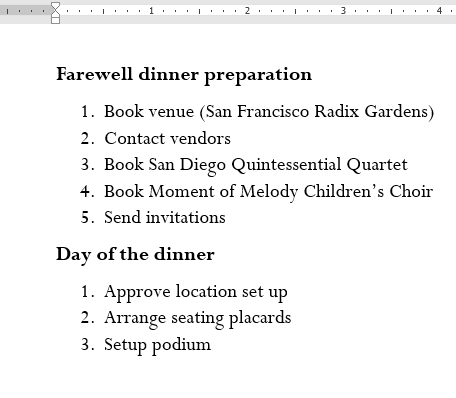 1 2 3 4
Farewell dinner preparation
1. Book venue (San Francisco Radix Gardens)
2. Contact vendors
3. Book San Diego Quintessential Quartet
4. Book Moment of Melody Children's Choir
5. Send invitations
Day of the dinner
1. Approve location set up
2. Arrange seating placards
3. Setup podium